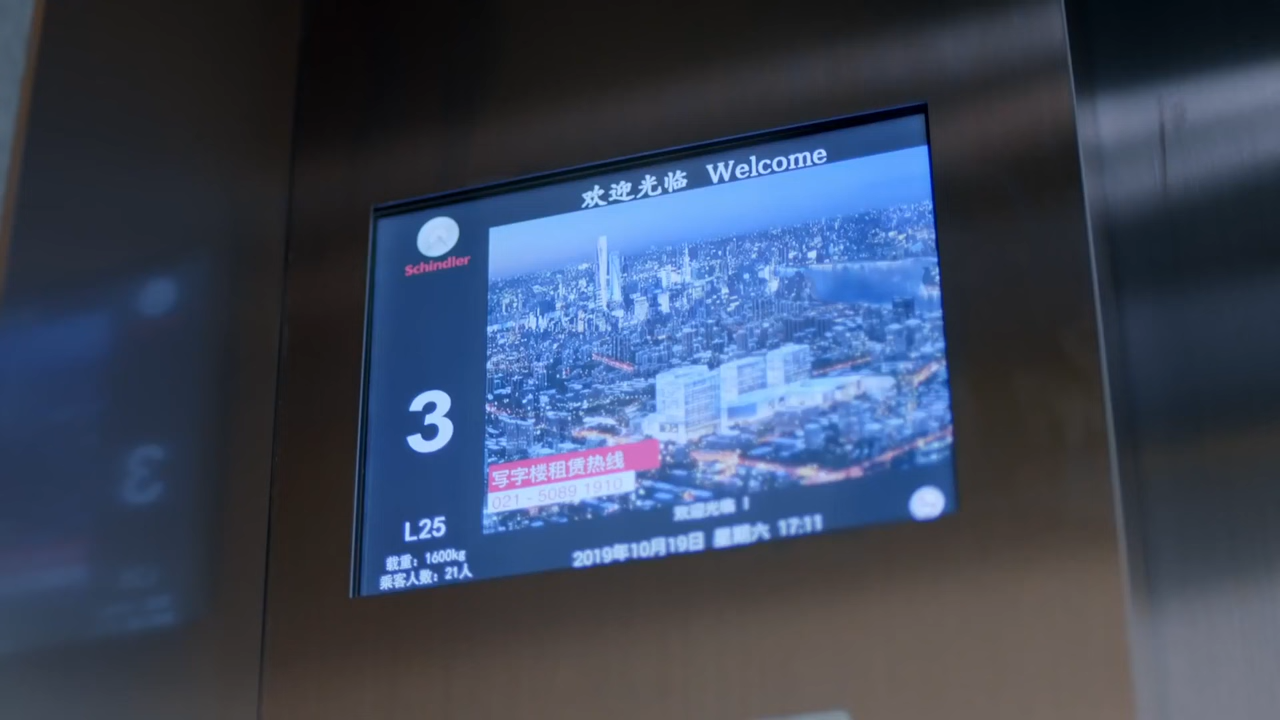 欢迎光临 Welcome
Schindler
3
写字楼租赁热线
021 - 5089 1910
欢迎光临！
L25
载重：1600kg
乘客人数：21人
2019年10月19日 星期六 17:11